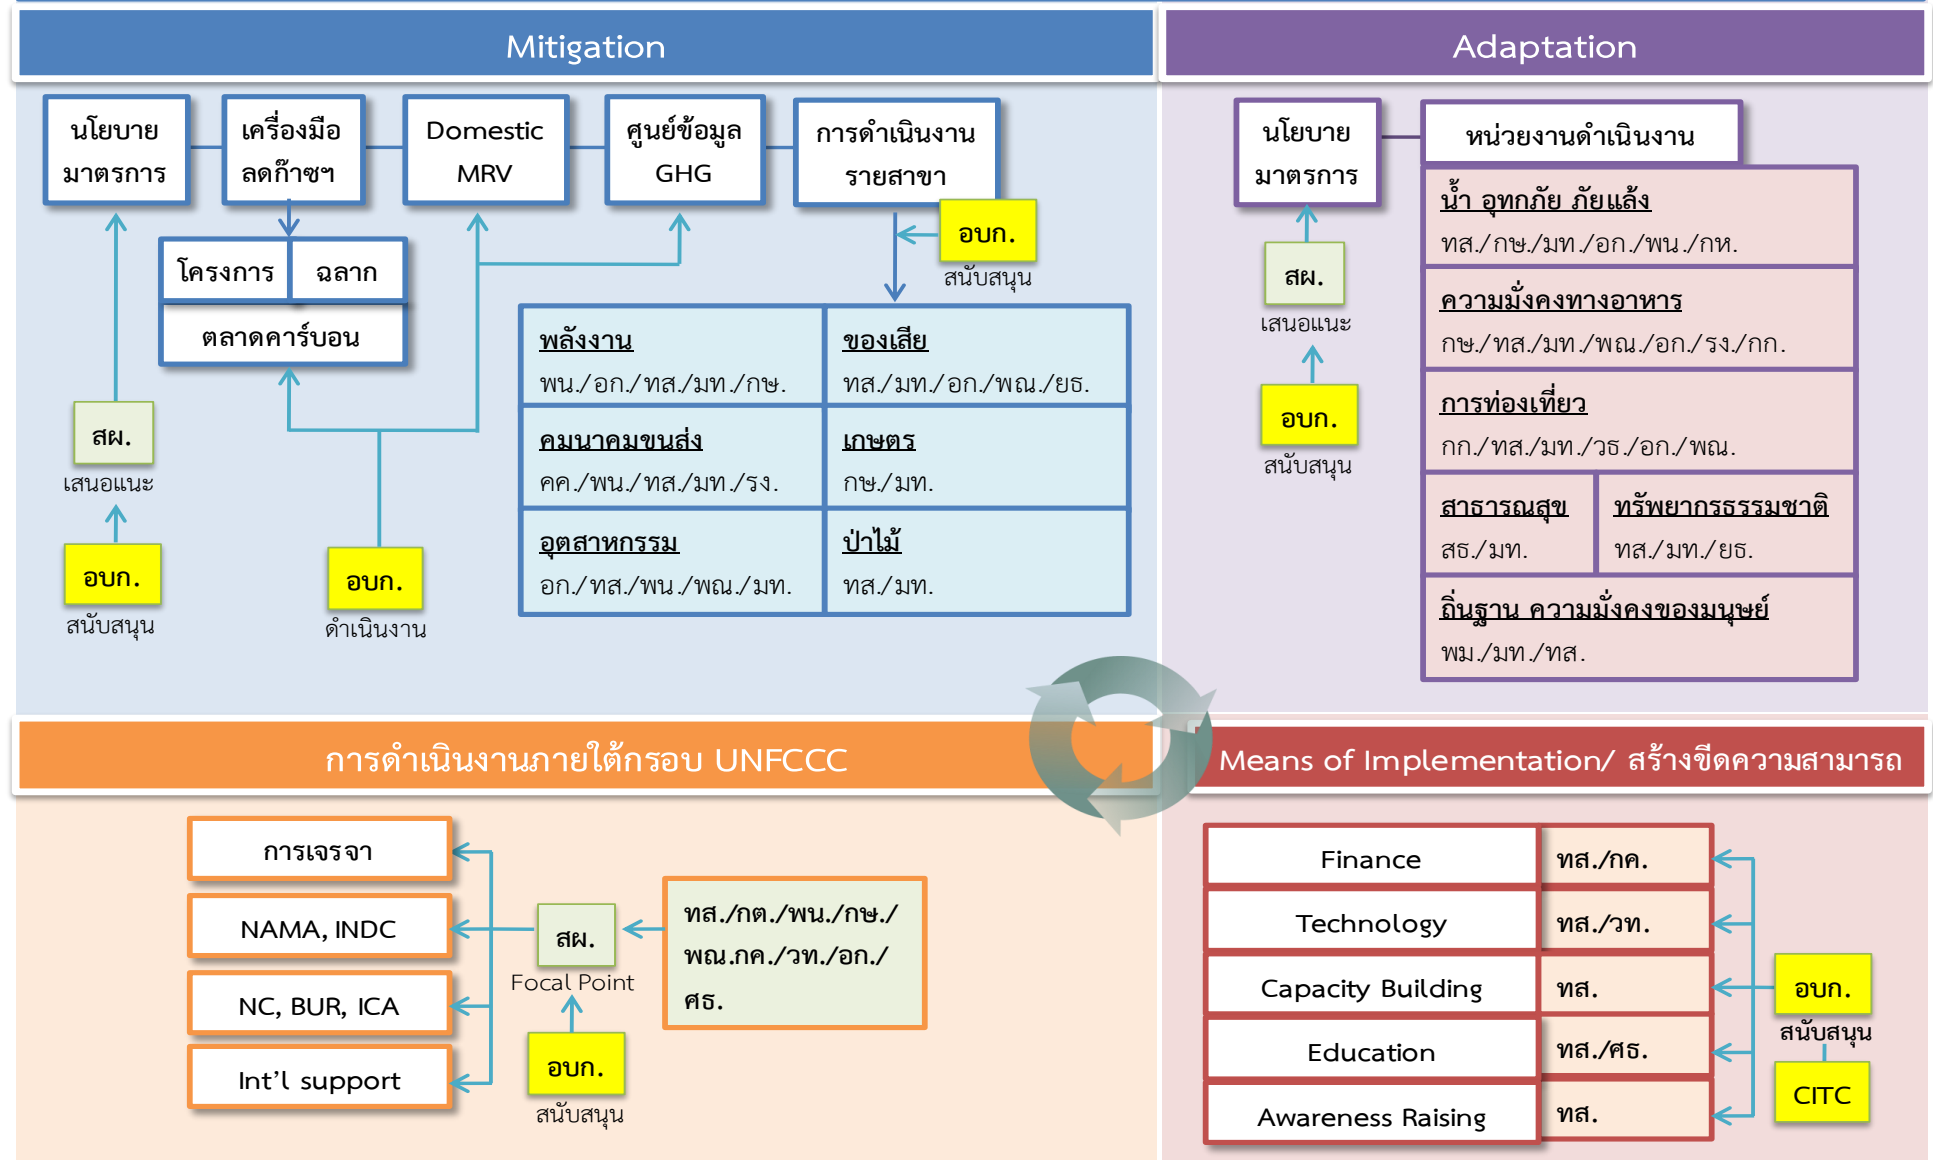 Mitigation
นโยบาย
มาตรการ
เครื่องมือ
ลดก๊าซฯ
Domestic
MRV
ศูนย์ข้อมูล
GHG
การดำเนินงาน
รายสาขา
อบก.
สนับสนุน
โครงการ
ฉลาก
ตลาดคาร์บอน
สผ.
เสนอแนะ
อบก.
สนับสนุน
อบก.
ดำเนินงาน
พลังงาน
พน./อก./ทส./มท./กษ.
ของเสีย
ทส./มท./อก./พณ./ยธ.
คมนาคมขนส่ง
คค./พน./ทส./มท./รง.
เกษตร
กษ./มท.
อุตสาหกรรม
อก./ทส./พน./พณ./มท.
ป่าไม้
ทส./มท.
Adaptation
นโยบาย
มาตรการ
สผ.
เสนอแนะ
อบก.
สนับสนุน
หน่วยงานดำเนินงาน
น้ำ อุทกภัย ภัยแล้ง
ทส./กษ./มท./อก./พน./กห.
ความมั่งคงทางอาหาร
กษ./ทส./มท./พณ./อก./รง./กก.
การท่องเที่ยว
กก./ทส./มท./วธ./อก./พณ.
สาธารณสุข
สธ./มท.
ทรัพยากรธรรมชาติ
ทส./มท./ยธ.
ถิ่นฐาน ความมั่งคงของมนุษย์
พม./มท./ทส.
การดำเนินงานภายใต้กรอบ UNFCCC
การเจรจา
NAMA, INDC
NC, BUR, ICA
Int’l support
สผ.
Focal Point
อบก.
สนับสนุน
ทส./กต./พน./กษ./
พณ.กค./วท./อก./
ศธ.
Means of Implementation/ สร้างขีดความสามารถ
Finance
ทส./กค.
Technology
ทส./วท.
Capacity Building
ทส.
Education
ทส./ศธ.
Awareness Raising
ทส.
อบก.
สนับสนุน
CITC